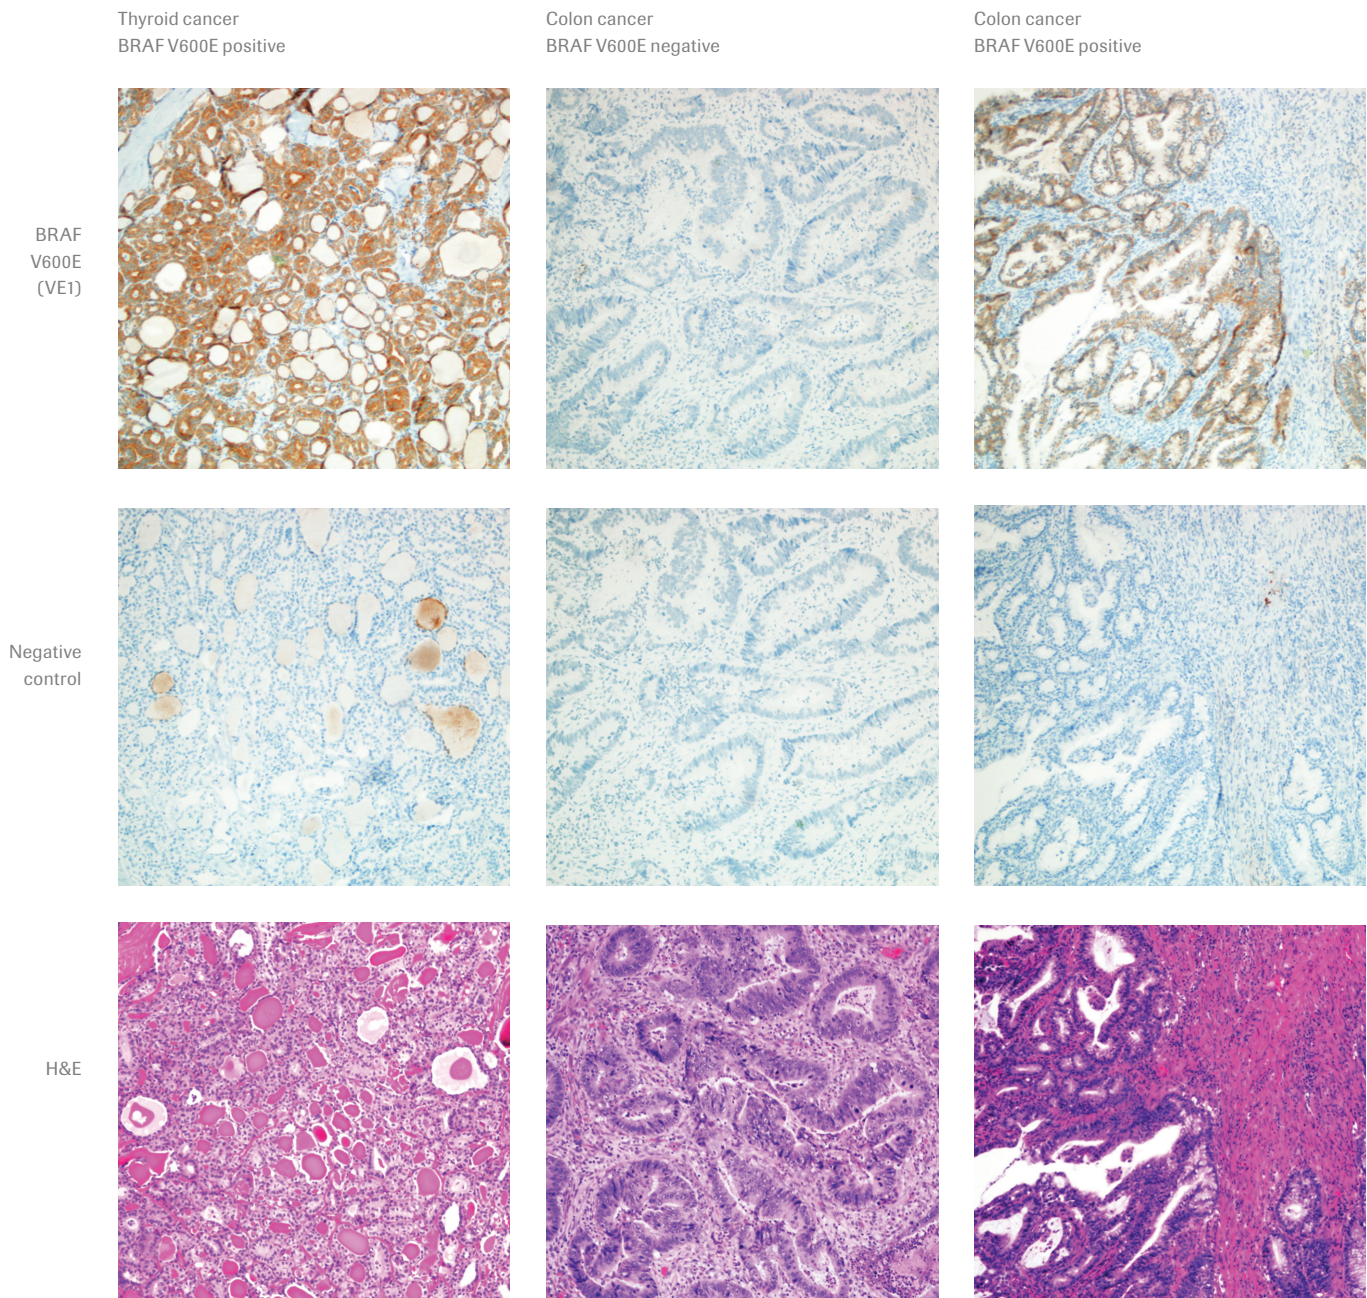 Thyroid cancer
BRAF V600E positive
Colon cancer
BRAF V600E negative
Colon cancer
BRAF V600E positive
BRAF
V600E
(VE1)
Negative
control
H&E